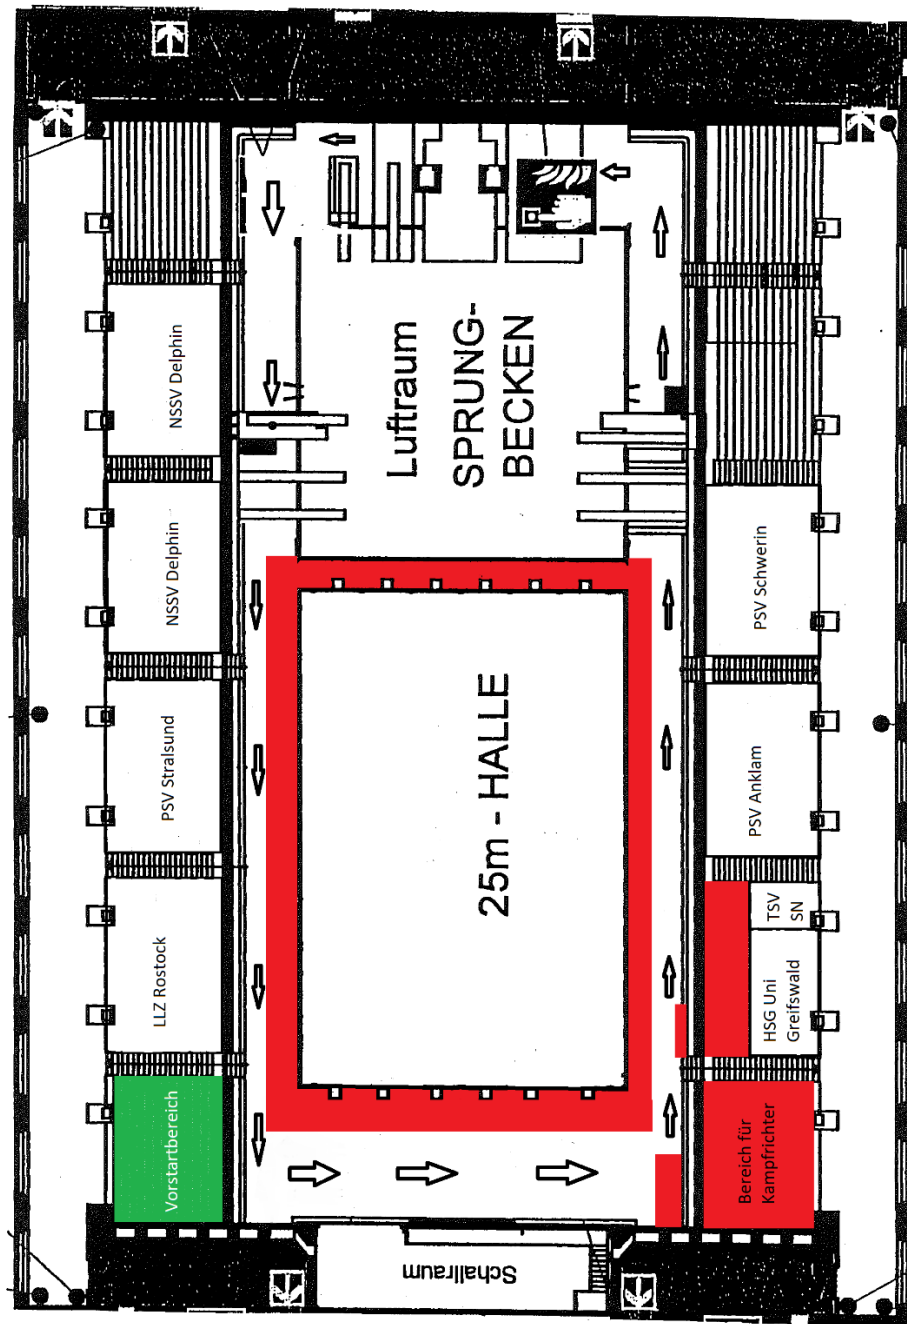 Luftraum
SPRUNG-
BECKEN
NSSV Delphin
NSSV Delphin
PSV Stralsund
LLZ Rostock
Vorstartbereich
25m - HALLE
PSV Schwerin
PSV Anklam
TSV
SN
HSG Uni
Greifswald
Bereich für
Kampfrichter
Schallraum